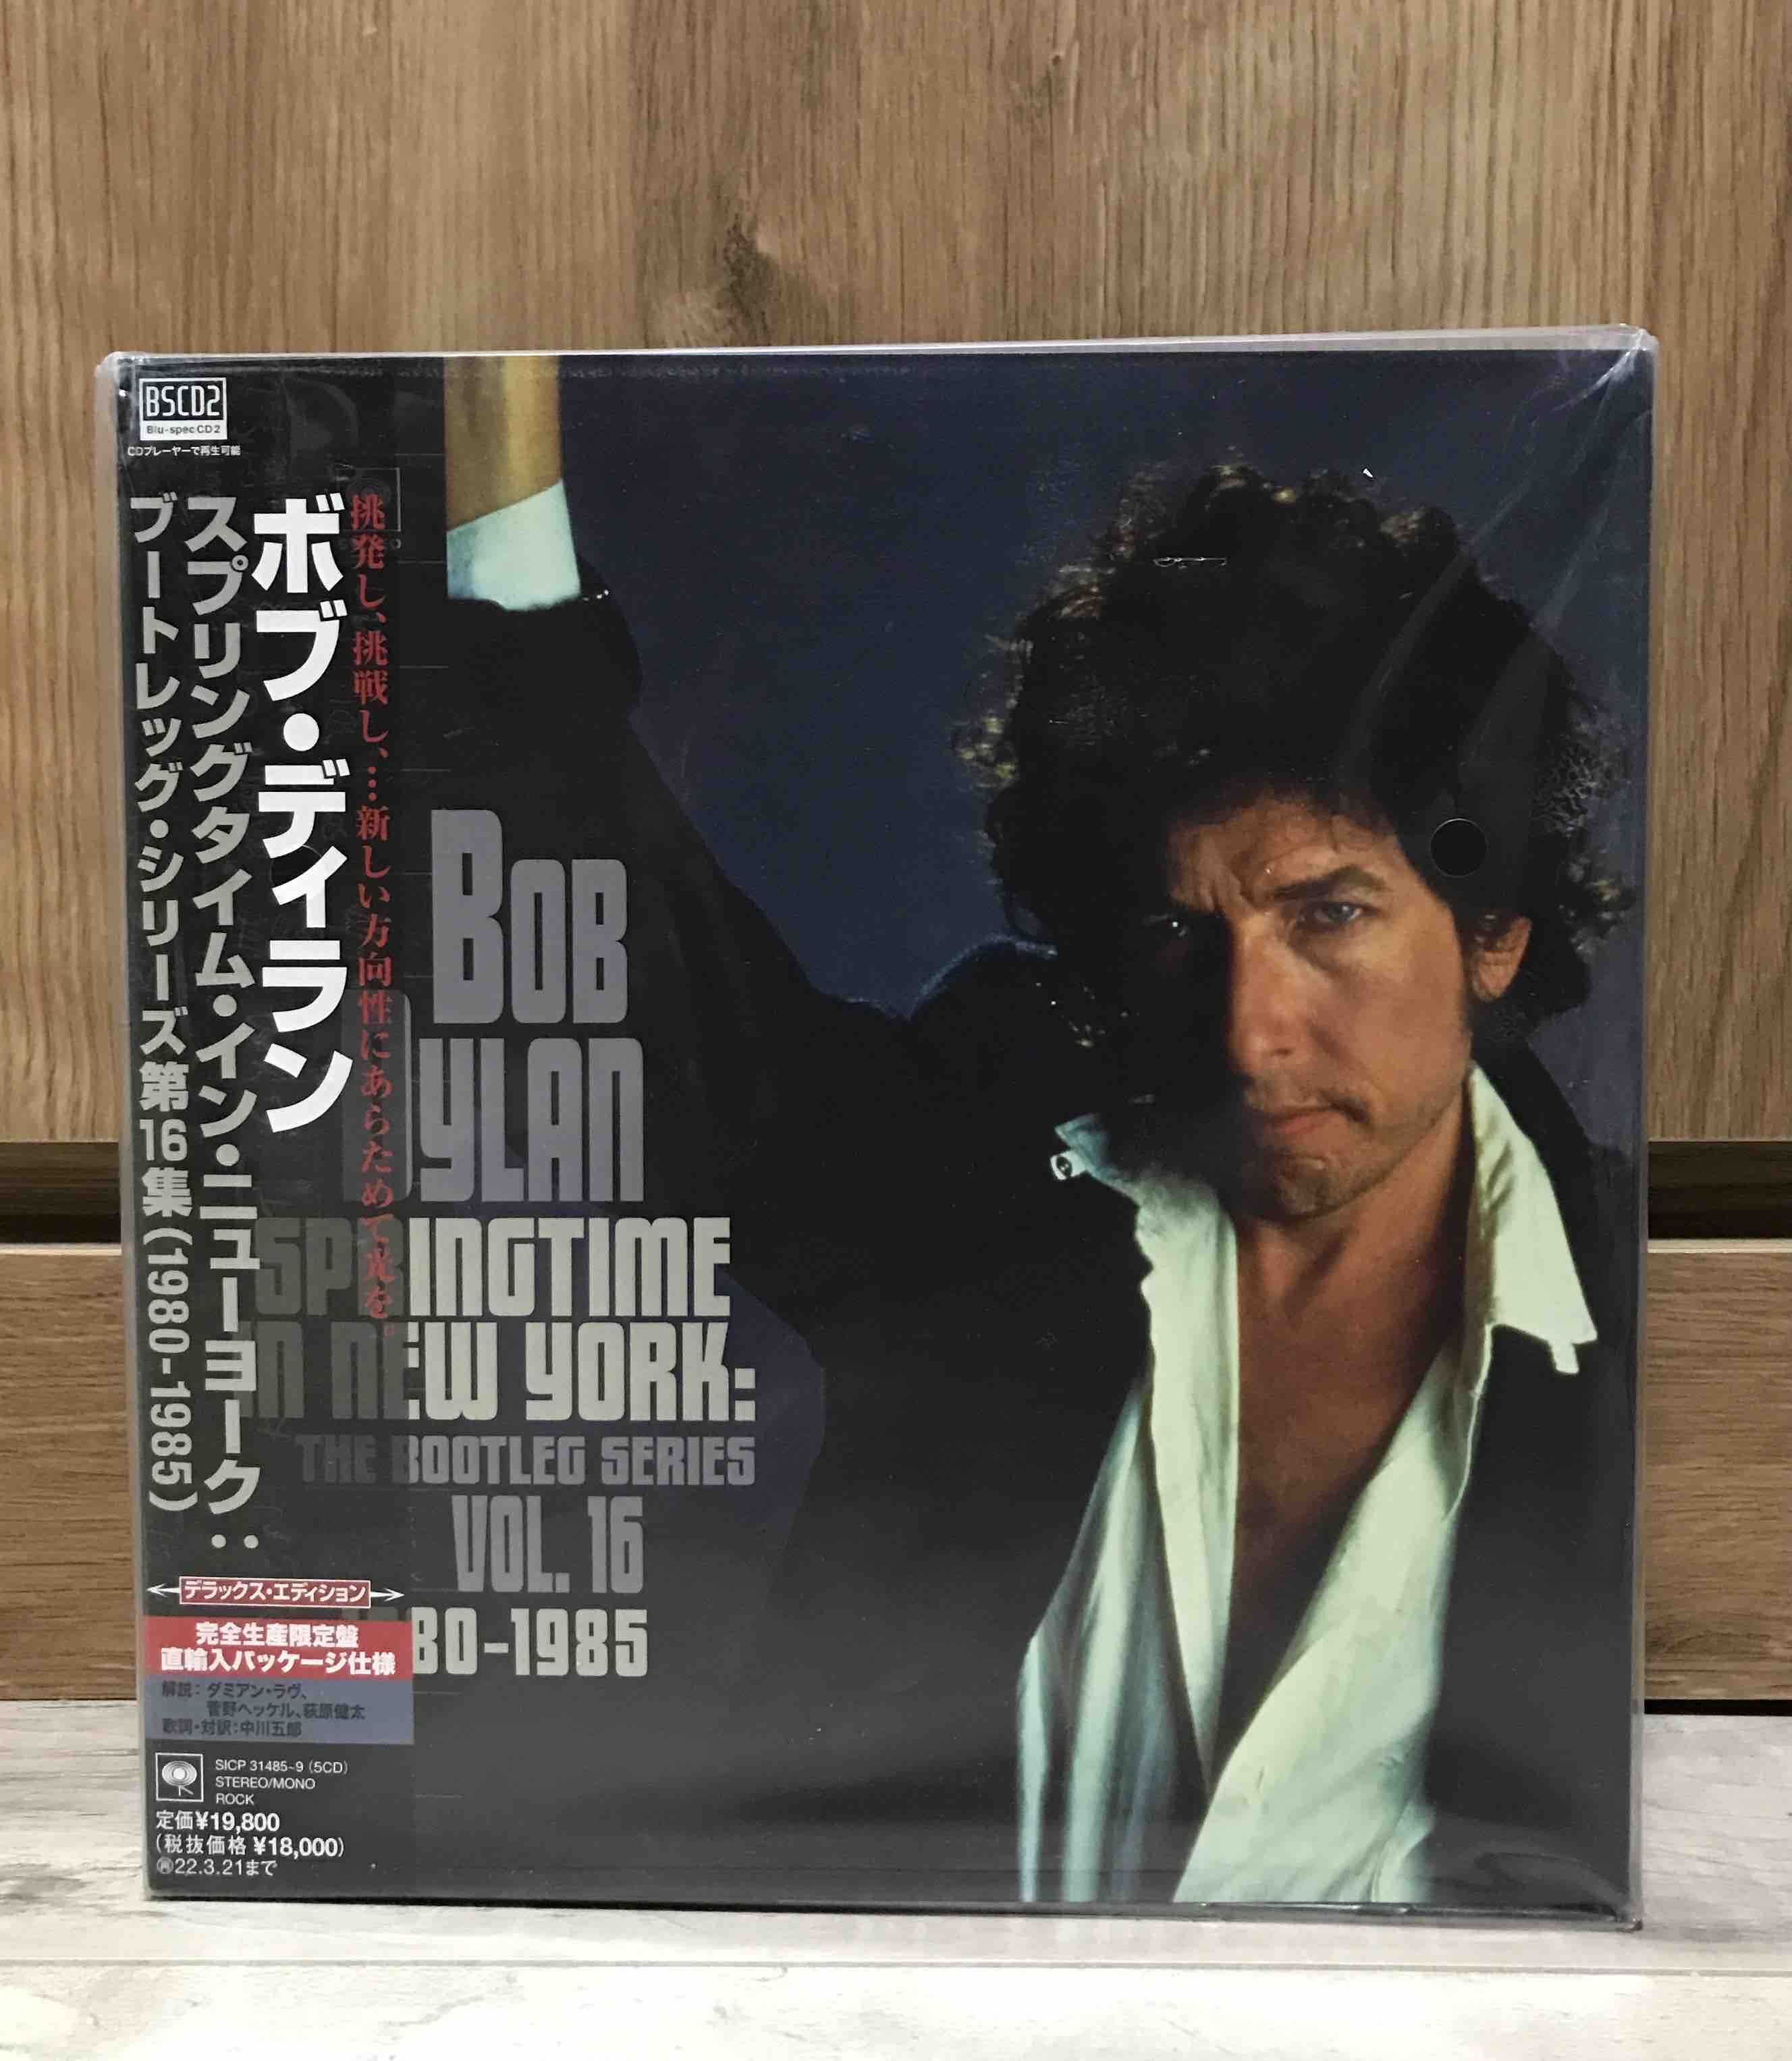 BSCD2
Blu-spec CD2
CDプレーヤーで再生可能
挑発し、挑戦し、…新しい方向性にあらためて光を。
ボブ・ディラン
スプリングタイム・イン・ニューヨーク：
ブートレッグ・シリーズ第16集(1980-1985)
BOB
DYLAN
SPRINGTIME
IN NEW YORK:
THE BOOTLEG SERIES
VOL. 16
1980-1985
デラックス・エディション
完全生産限定盤
直輸入パッケージ仕様
解説：ダミアン・ラヴ、
菅野ヘッケル、萩原健太
歌詞・対訳：中川五郎
SICP 31485~9 (5CD)
STEREO/MONO
ROCK
定価¥19,800
(税抜価格 ¥18,000)
22.3.21まで